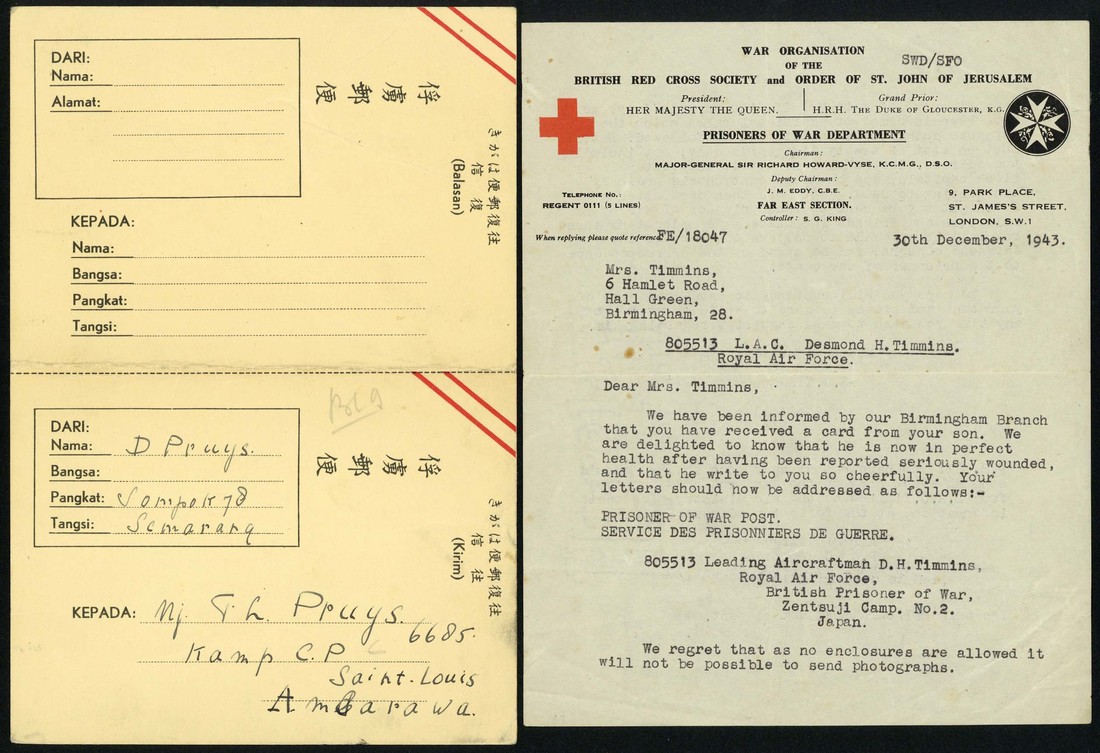 DARI:
Nama:
Alamat:
俘虜郵便
きがは便郵復往
信復
(Balasan)
KEPADA:
Nama:
Bangsa:
Pangkat:
Tangsi:
BL9
DARI:
Nama: D Pruys.
Bangsa:
Pangkat: Sompok 78
Tangsi: Semarang
俘虜郵便
きがは便郵復往
信往
(Kirim)
KEPADA: Nj. T. L. Pruys.
6685.
Kamp C.P
Saint-Louis
Ambarawa.
WAR ORGANISATION
OF THE
SWD/SFO
BRITISH RED CROSS SOCIETY and ORDER OF ST. JOHN OF JERUSALEM
President:
HER MAJESTY THE QUEEN.
Grand Prior:
H.R.H. THE DUKE OF GLOUCESTER, K.G.
PRISONERS OF WAR DEPARTMENT
Chairman:
MAJOR-GENERAL SIR RICHARD HOWARD-VYSE, K.C.M.G., D.S.O.
Deputy Chairman:
J. M. EDDY, C.B.E.
FAR EAST SECTION.
Controller: S. G. KING
TELEPHONE NO.:
REGENT 0111 (5 LINES)
9, PARK PLACE,
ST. JAMES'S STREET,
LONDON, S.W.1
When replying please quote reference FE/18047
30th December, 1943.
Mrs. Timmins,
6 Hamlet Road,
Hall Green,
Birmingham, 28.
805513 L.A.C. Desmond H.Timmins.
Royal Air Force.
Dear Mrs. Timmins,
We have been informed by our Birmingham Branch
that you have received a card from your son. We
are delighted to know that he is now in perfect
health after having been reported seriously wounded,
and that he write to you so cheerfully. Your
letters should now be addressed as follows:-
PRISONER OF WAR POST.
SERVICE DES PRISONNIERS DE GUERRE.
805513 Leading Aircraftman D.H.Timmins,
Royal Air Force,
British Prisoner of War,
Zentsuji Camp. No.2.
Japan.
We regret that as no enclosures are allowed it
will not be possible to send photographs.